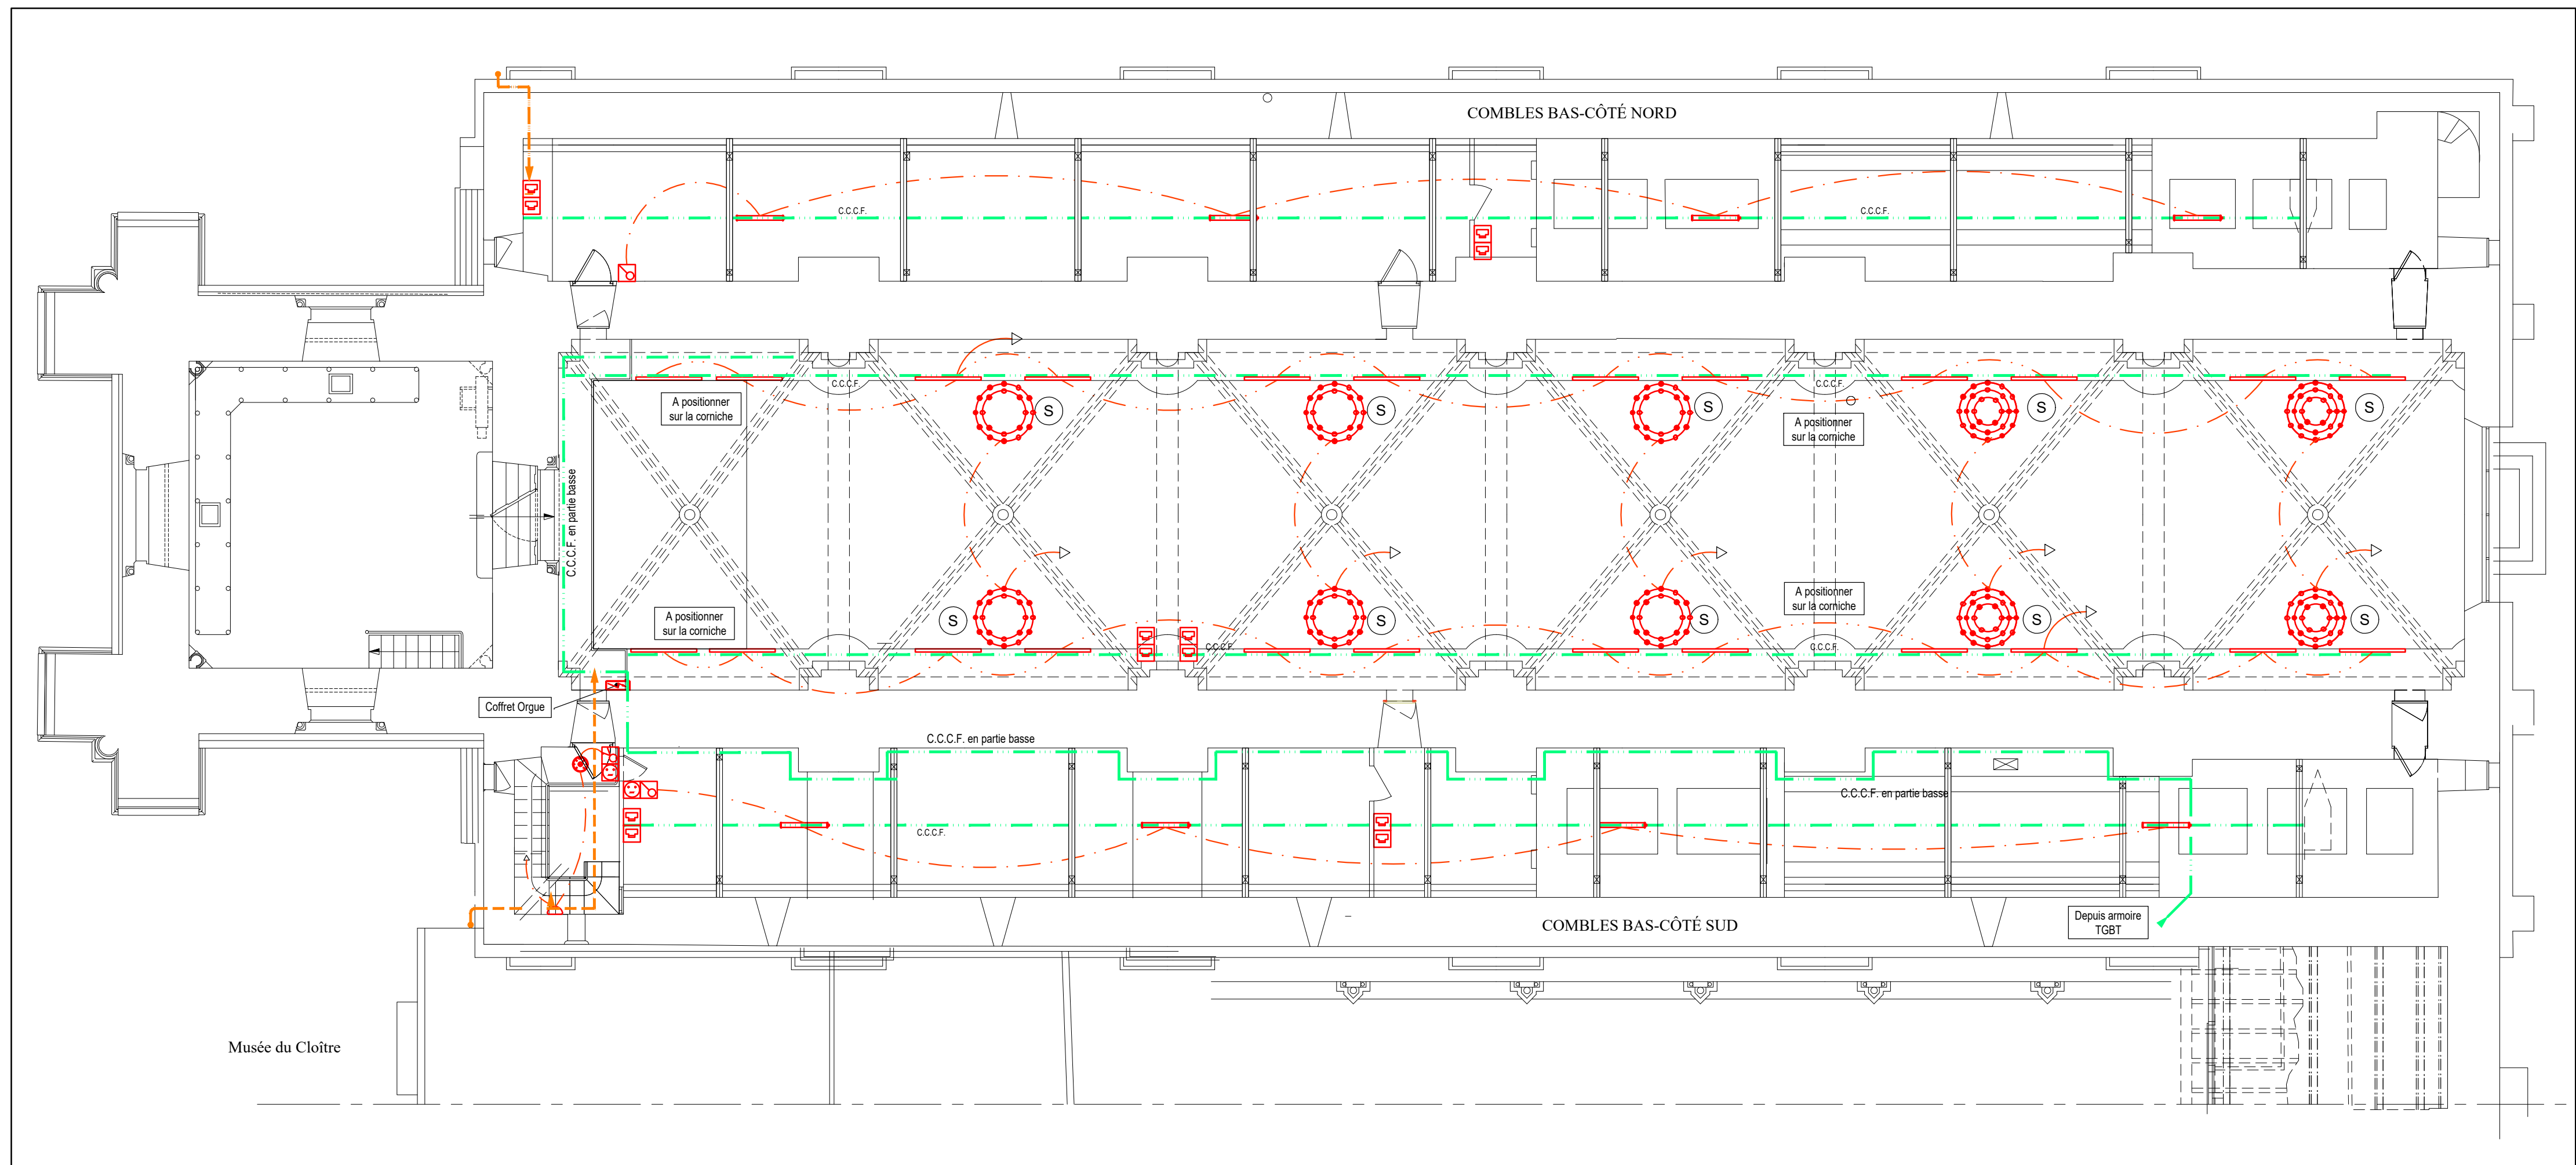 COMBLES BAS-CÔTÉ NORD
C.C.C.F.
C.C.C.F.
C.C.C.F.
C.C.C.F.
A positionner
sur la corniche
S
S
S
S
S
A positionner
sur la corniche
C.C.C.F. en partie basse
A positionner
sur la corniche
A positionner
sur la corniche
S
S
S
S
S
C.C.C.F.
C.C.C.F.
Coffret Orgue
C.C.C.F. en partie basse
C.C.C.F. en partie basse
C.C.C.F.
COMBLES BAS-CÔTÉ SUD
Depuis armoire
TGBT
Musée du Cloître